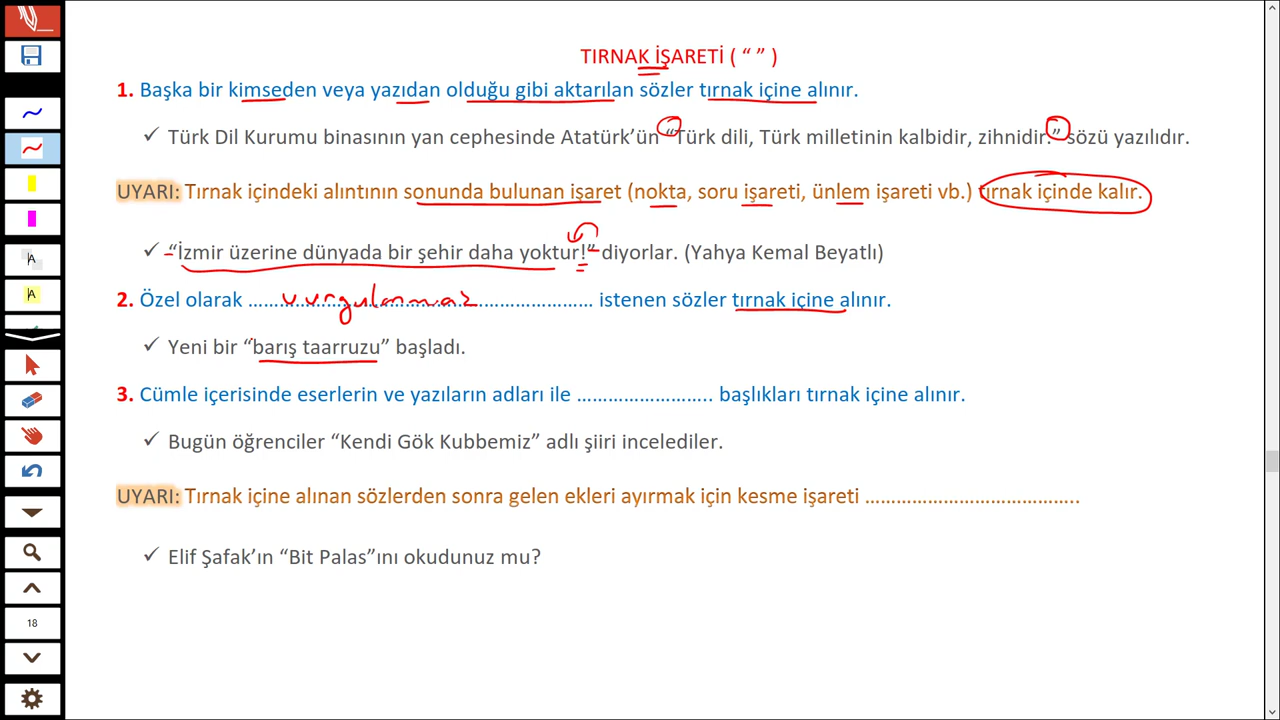 TIRNAK İŞARETİ ( “ ” )
1. Başka bir kimseden veya yazıdan olduğu gibi aktarılan sözler tırnak içine alınır.
✓ Türk Dil Kurumu binasının yan cephesinde Atatürk’ün “Türk dili, Türk milletinin kalbidir, zihnidir.” sözü yazılıdır.
UYARI: Tırnak içindeki alıntının sonunda bulunan işaret (nokta, soru işareti, ünlem işareti vb.) tırnak içinde kalır.
✓ “İzmir üzerine dünyada bir şehir daha yoktur!” diyorlar. (Yahya Kemal Beyatlı)
2. Özel olarak ……vurgulanmaz………………… istenen sözler tırnak içine alınır.
✓ Yeni bir “barış taarruzu” başladı.
3. Cümle içerisinde eserlerin ve yazıların adları ile …………………….. başlıkları tırnak içine alınır.
✓ Bugün öğrenciler “Kendi Gök Kubbemiz” adlı şiiri incelediler.
UYARI: Tırnak içine alınan sözlerden sonra gelen ekleri ayırmak için kesme işareti ……………………………………..
✓ Elif Şafak’ın “Bit Palas”ını okudunuz mu?
A
A
18